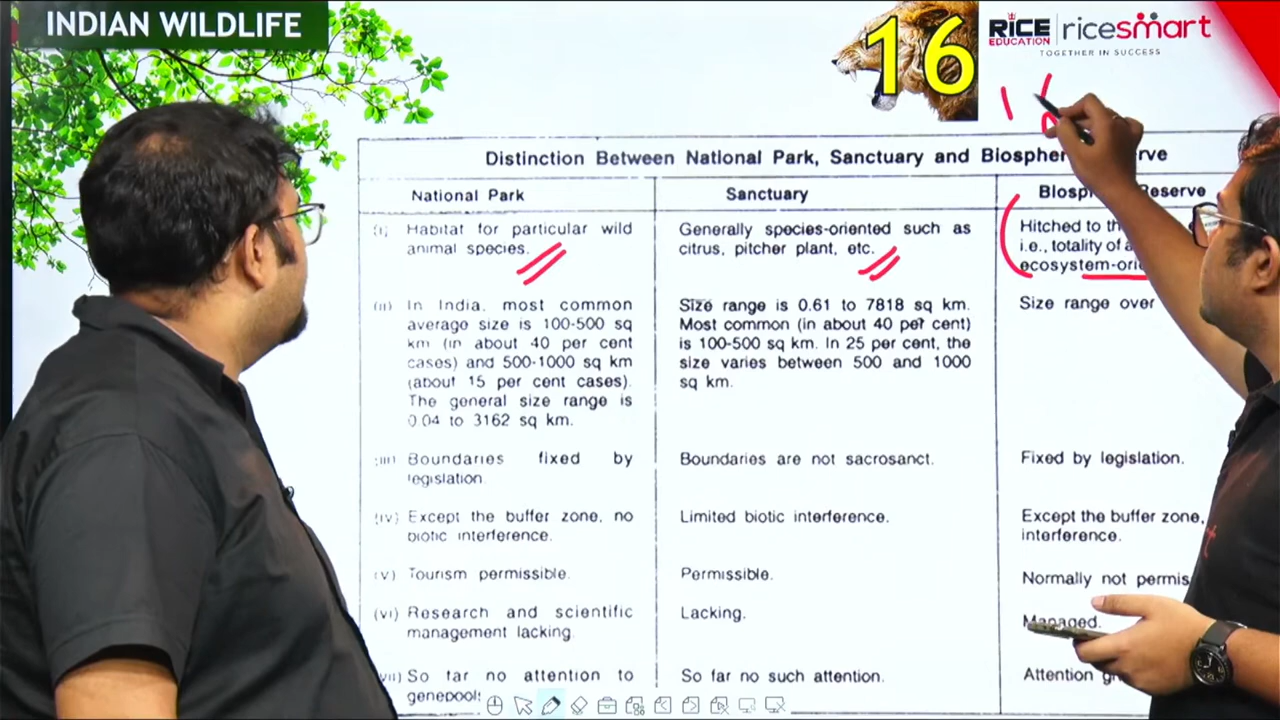 INDIAN WILDLIFE
16
RICE EDUCATION
ricesmart
TOGETHER IN SUCCESS
Distinction Between National Park, Sanctuary and
National Park
Sanctuary
Reserve
(i) Habitat for particular wild
animal species.
Generally species-oriented such as
citrus, pitcher plant, etc.
Hitched to
i.e., totality of
(ii) In India, most common
average size is 100-500 sq
km (in about 40 per cent
cases) and 500-1000 sq km
(about 15 per cent cases).
The general size range is
0.04 to 3162 sq km.
Size range is 0.61 to 7818 sq km.
Most common (in about 40 per cent)
is 100-500 sq km. In 25 per cent, the
size varies between 500 and 1000
sq km.
Size range over
(iii) Boundaries fixed by
legislation.
Boundaries are not sacrosanct.
Fixed by legislation.
(iv) Except the buffer zone, no
biotic interference.
Limited biotic interference.
Except the buffer zone,
interference.
(v) Tourism permissible.
Permissible.
Normally not
(vi) Research and scientific
management lacking.
Lacking.
Managed.
(vii) So far no attention to
So far no such attention.
Attention